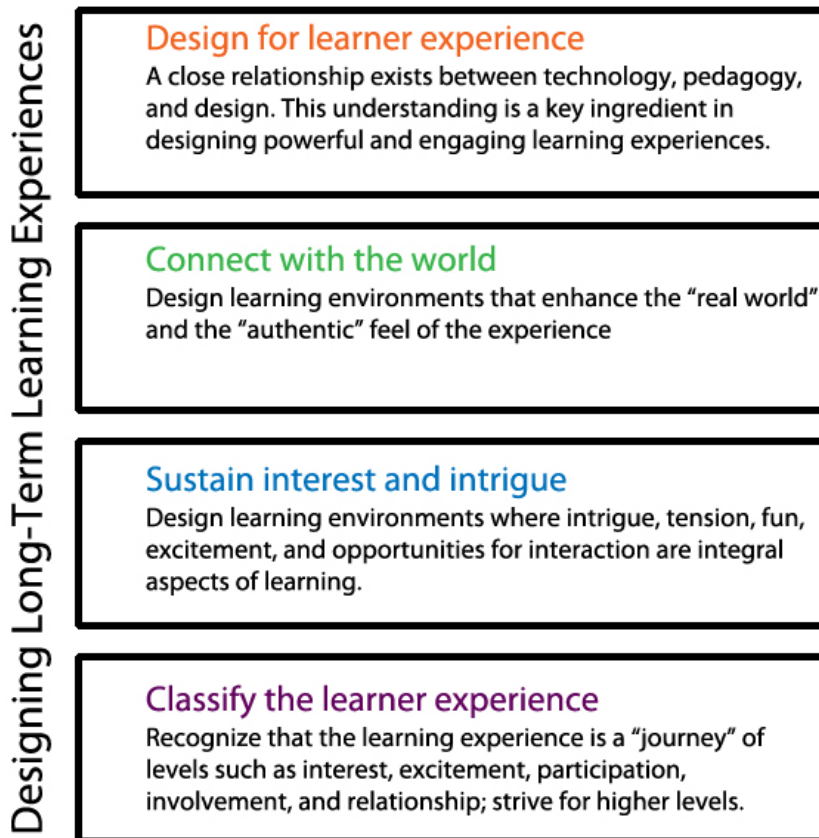 Designing Long-Term Learning Experiences
Design for learner experience
A close relationship exists between technology, pedagogy,
and design. This understanding is a key ingredient in
designing powerful and engaging learning experiences.
Connect with the world
Design learning environments that enhance the “real world”
and the “authentic” feel of the experience
Sustain interest and intrigue
Design learning environments where intrigue, tension, fun,
excitement, and opportunities for interaction are integral
aspects of learning.
Classify the learner experience
Recognize that the learning experience is a “journey” of
levels such as interest, excitement, participation,
involvement, and relationship; strive for higher levels.